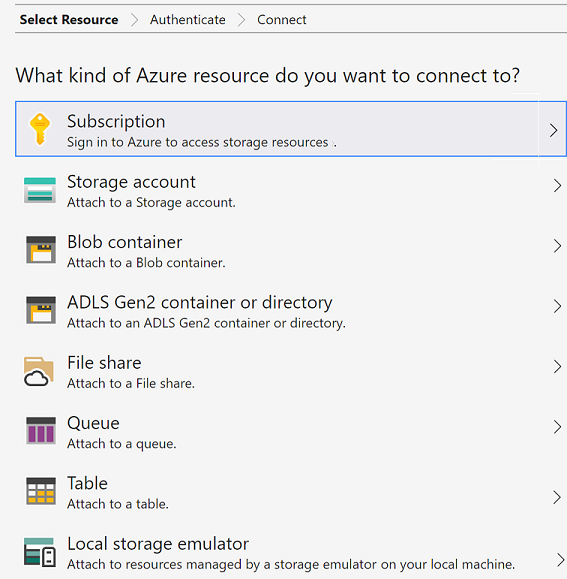 Select Resource > Authenticate > Connect
What kind of Azure resource do you want to connect to?
Subscription
Sign in to Azure to access storage resources .
Storage account
Attach to a Storage account.
Blob container
Attach to a Blob container.
ADLS Gen2 container or directory
Attach to an ADLS Gen2 container or directory.
File share
Attach to a File share.
Queue
Attach to a queue.
Table
Attach to a table.
Local storage emulator
Attach to resources managed by a storage emulator on your local machine.